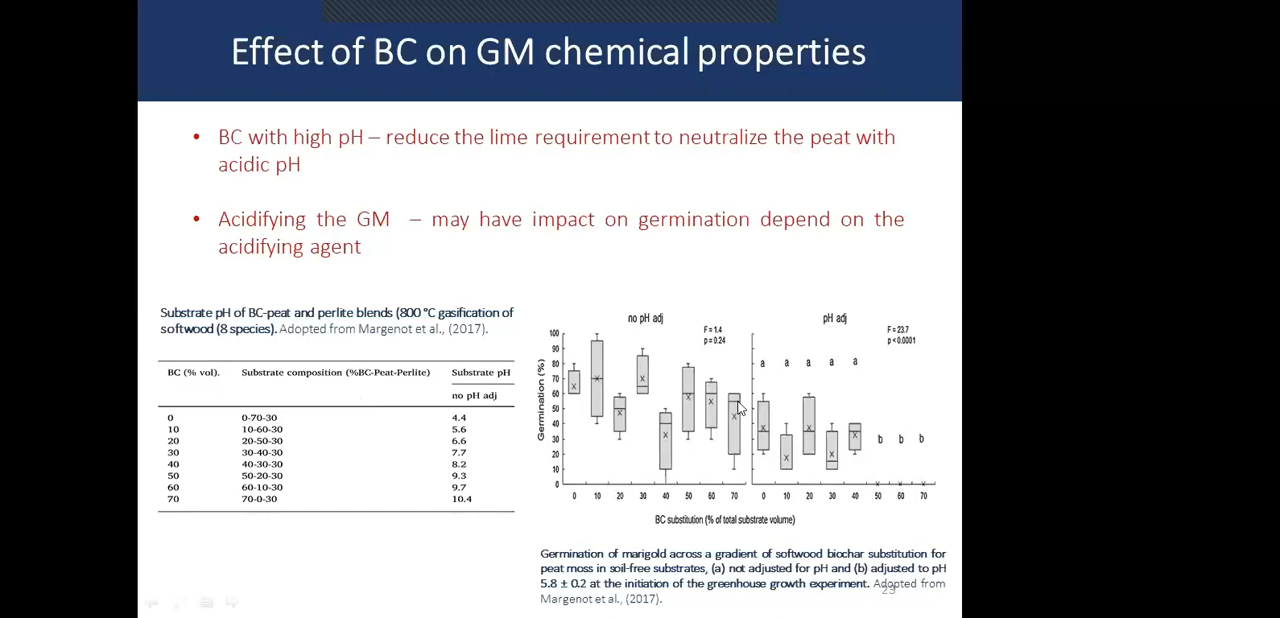 Effect of BC on GM chemical properties
• BC with high pH – reduce the lime requirement to neutralize the peat with
acidic pH
• Acidifying the GM – may have impact on germination depend on the
acidifying agent
Substrate pH of BC-peat and perlite blends (800 °C gasification of
softwood (8 species). Adopted from Margenot et al., (2017).
BC (% vol). Substrate composition (%BC-Peat-Perlite) Substrate pH
no pH adj
0 0-70-30 4.4
10 10-60-30 5.6
20 20-50-30 6.6
30 30-40-30 7.7
40 40-30-30 8.2
50 50-20-30 9.3
60 60-10-30 9.7
70 70-0-30 10.4
no pH adj
F = 1.4
p = 0.24
pH adj
F = 23.7
p < 0.0001
Germination (%)
100
90
80
70
60
50
40
30
20
10
0
a a a a a
b b b
0 10 20 30 40 50 60 70 0 10 20 30 40 50 60 70
BC substitution (% of total substrate volume)
Germination of marigold across a gradient of softwood biochar substitution for
peat moss in soil-free substrates, (a) not adjusted for pH and (b) adjusted to pH
5.8 ± 0.2 at the initiation of the greenhouse growth experiment. Adopted from
Margenot et al., (2017).
23